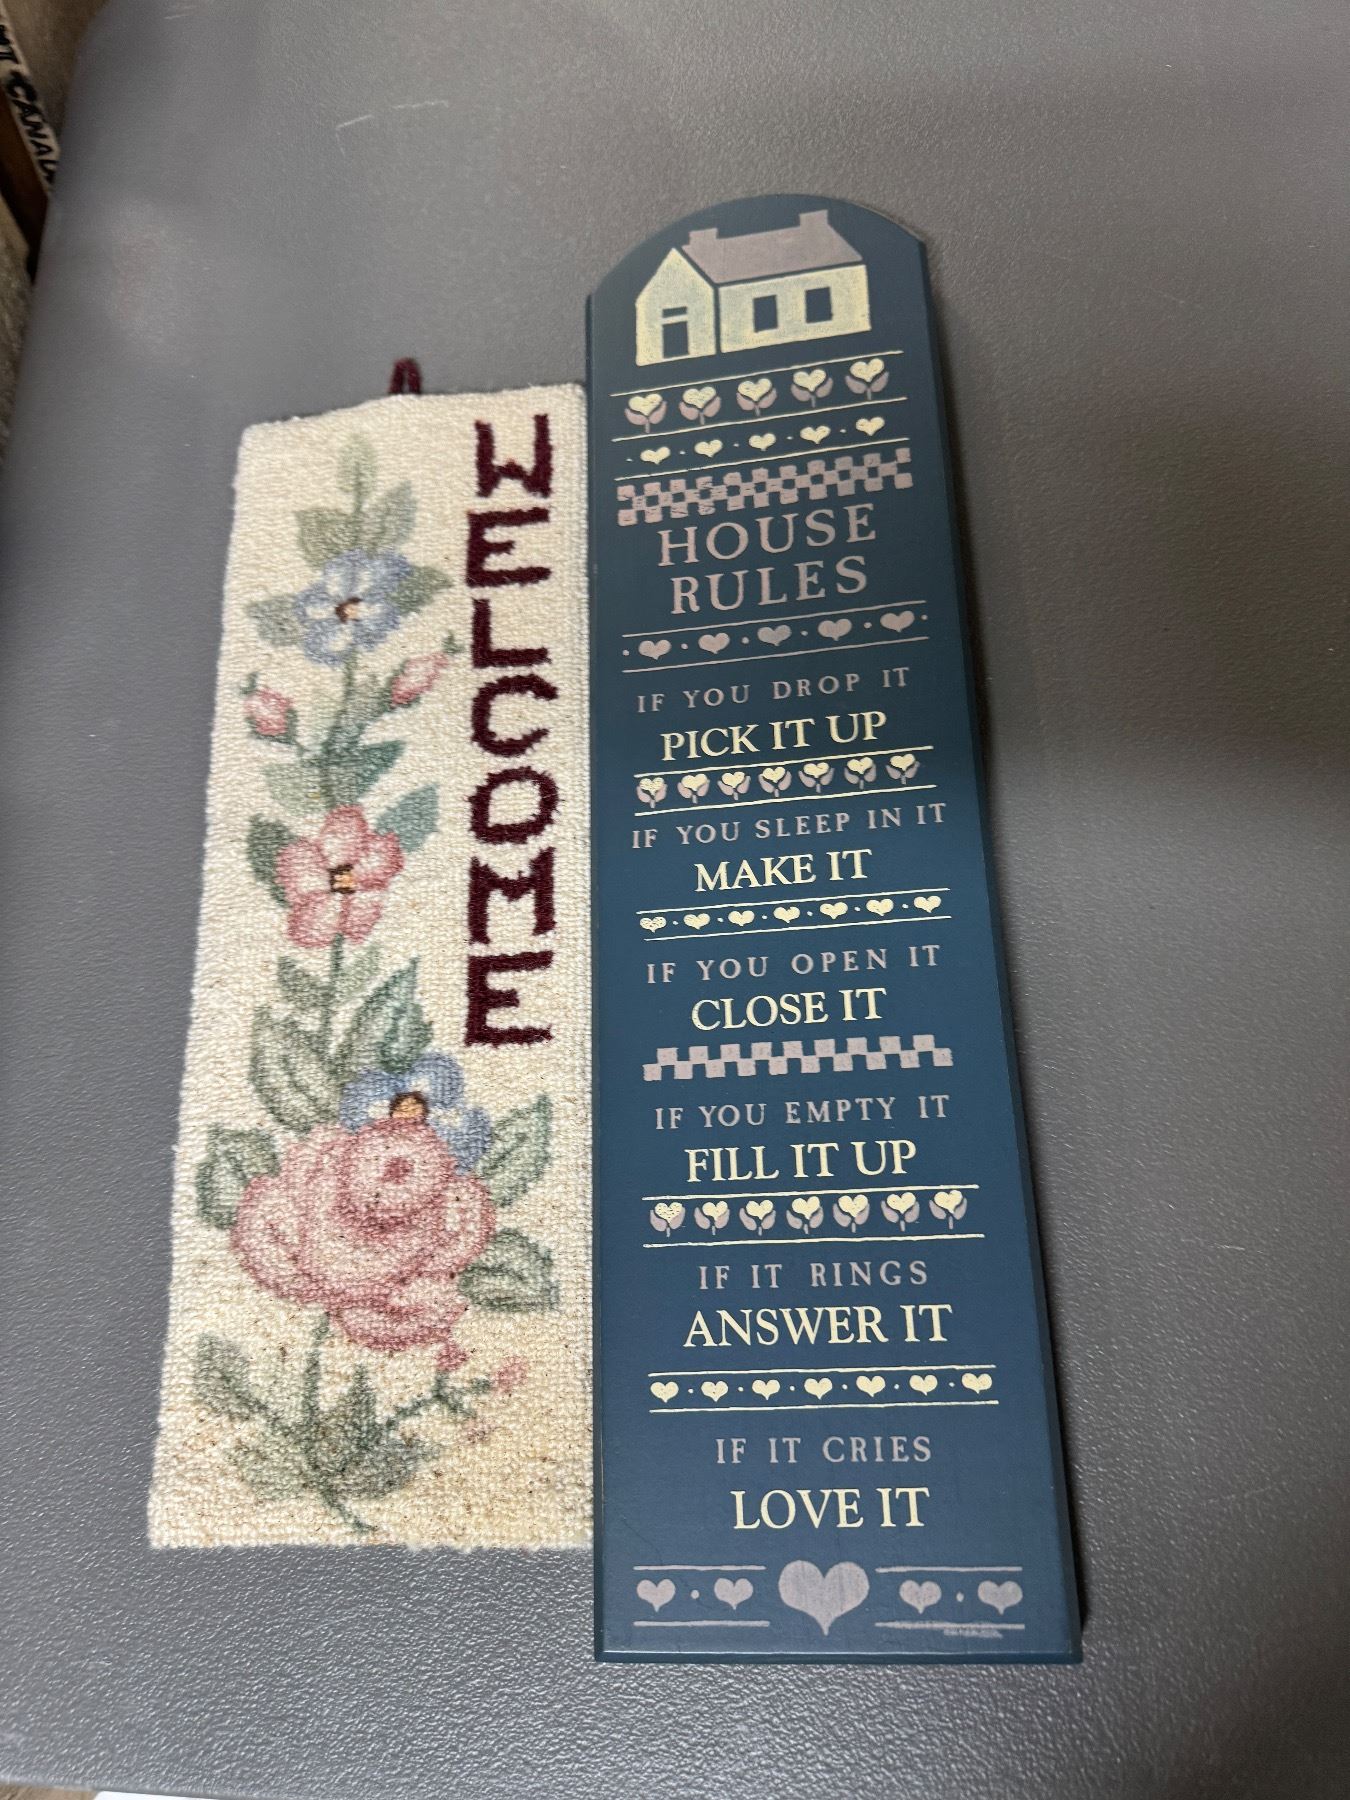 WELCOME
HOUSE
RULES
IF YOU DROP IT
PICK IT UP
IF YOU SLEEP IN IT
MAKE IT
IF YOU OPEN IT
CLOSE IT
IF YOU EMPTY IT
FILL IT UP
IF IT RINGS
ANSWER IT
IF IT CRIES
LOVE IT